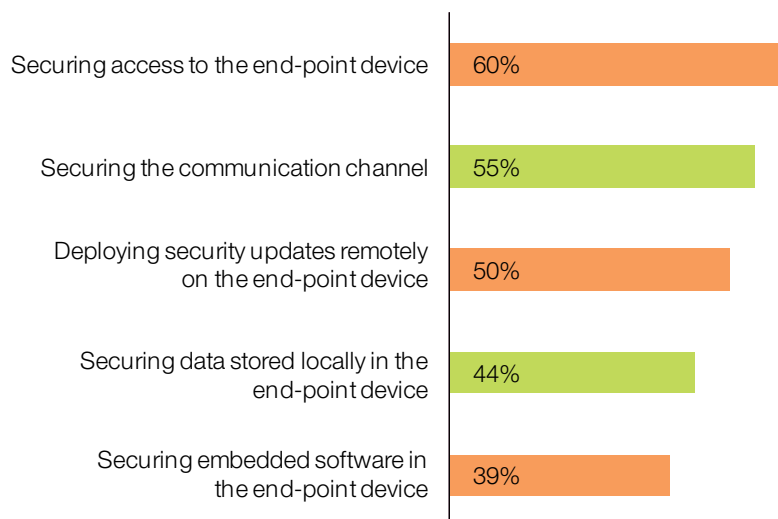 Securing access to the end-point device 60%
Securing the communication channel 55%
Deploying security updates remotely
on the end-point device 50%
Securing data stored locally in the
end-point device 44%
Securing embedded software in
the end-point device 39%